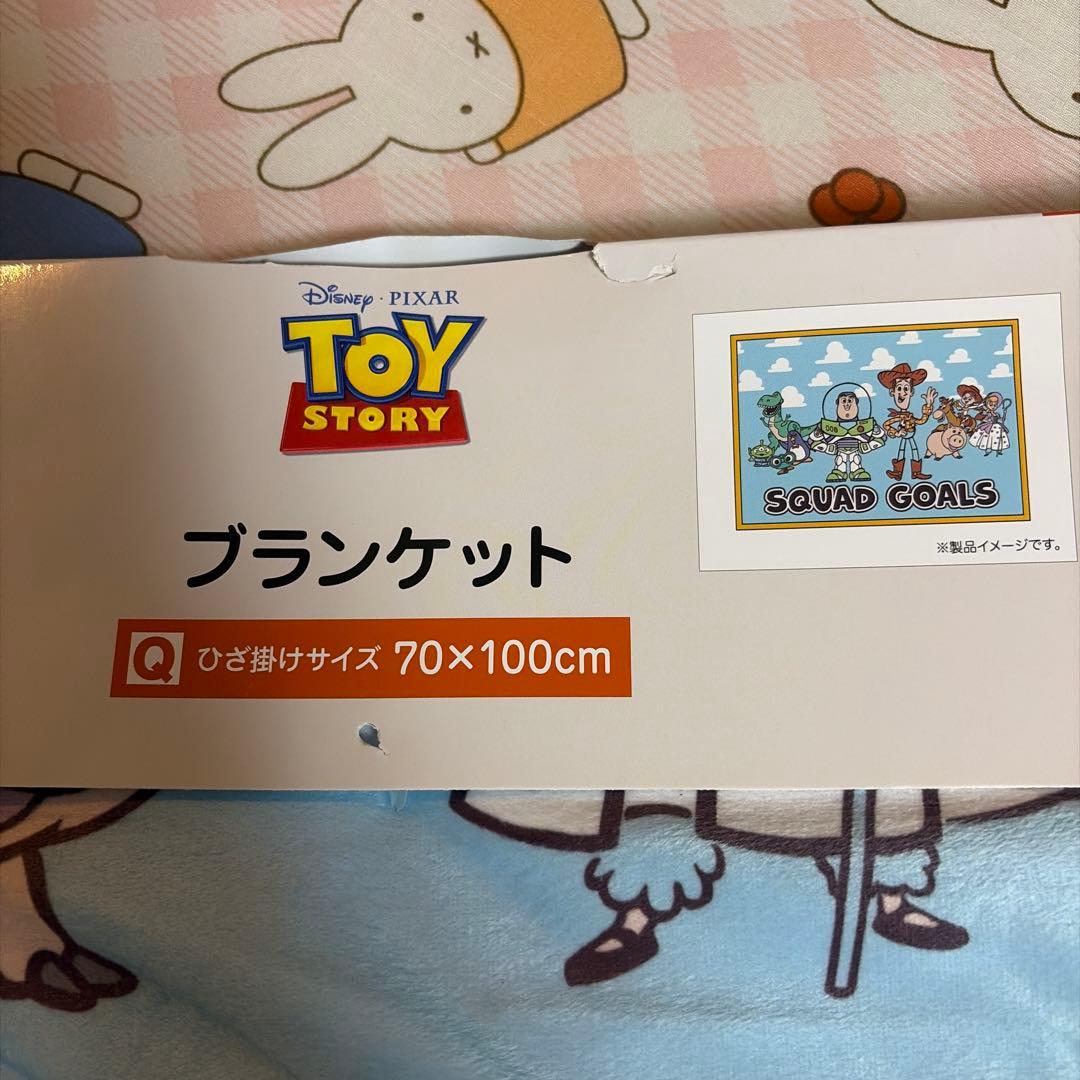 Disney · PIXAR
TOY
STORY
ブランケット
Q ひざ掛けサイズ 70×100cm
SQUAD GOALS
※製品イメージです。